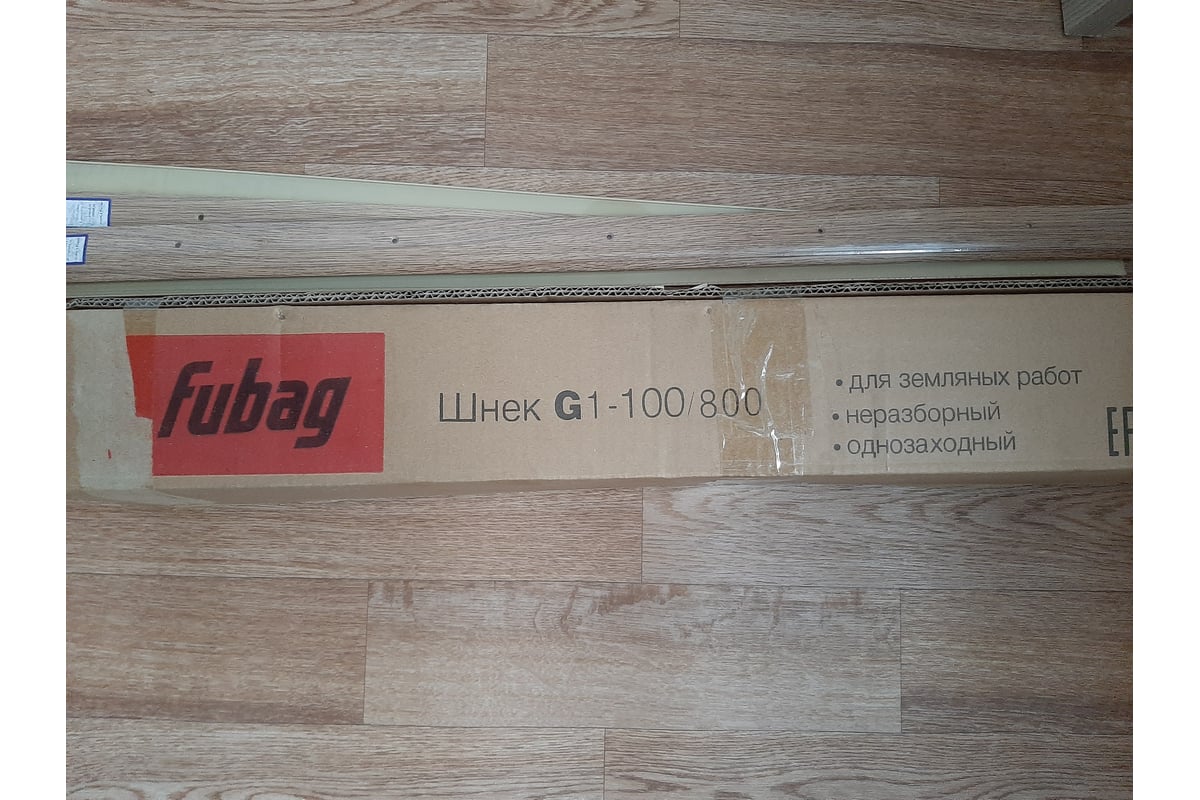 fubag
Шнек G1-100/800
• для земляных работ
• неразборный
• однозаходный